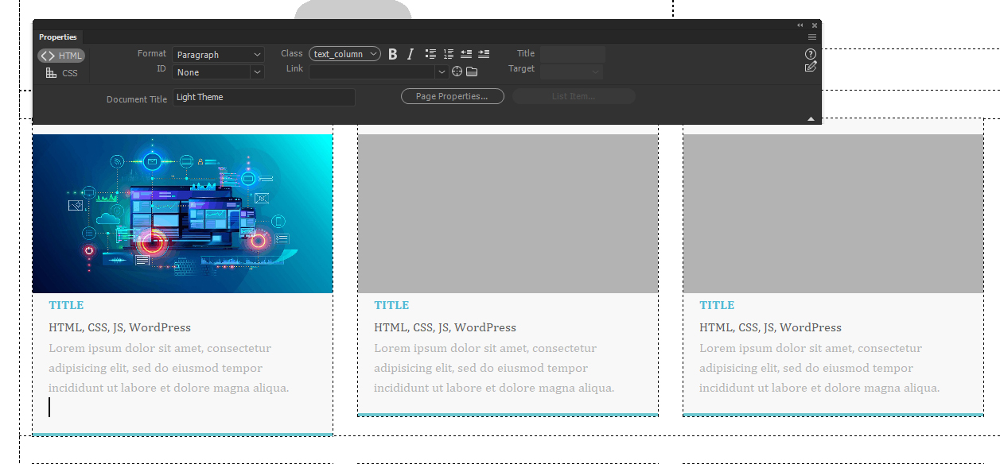 Properties
HTML
CSS
Format
Paragraph
ID
None
Class
text_column
B
I
Link
Title
Target
Document Title
Light Theme
Page Properties...
List Item...
TITLE
HTML, CSS, JS, WordPress
Lorem ipsum dolor sit amet, consectetur
adipisicing elit, sed do eiusmod tempor
incididunt ut labore et dolore magna aliqua.
TITLE
HTML, CSS, JS, WordPress
Lorem ipsum dolor sit amet, consectetur
adipisicing elit, sed do eiusmod tempor
incididunt ut labore et dolore magna aliqua.
TITLE
HTML, CSS, JS, WordPress
Lorem ipsum dolor sit amet, consectetur
adipisicing elit, sed do eiusmod tempor
incididunt ut labore et dolore magna aliqua.